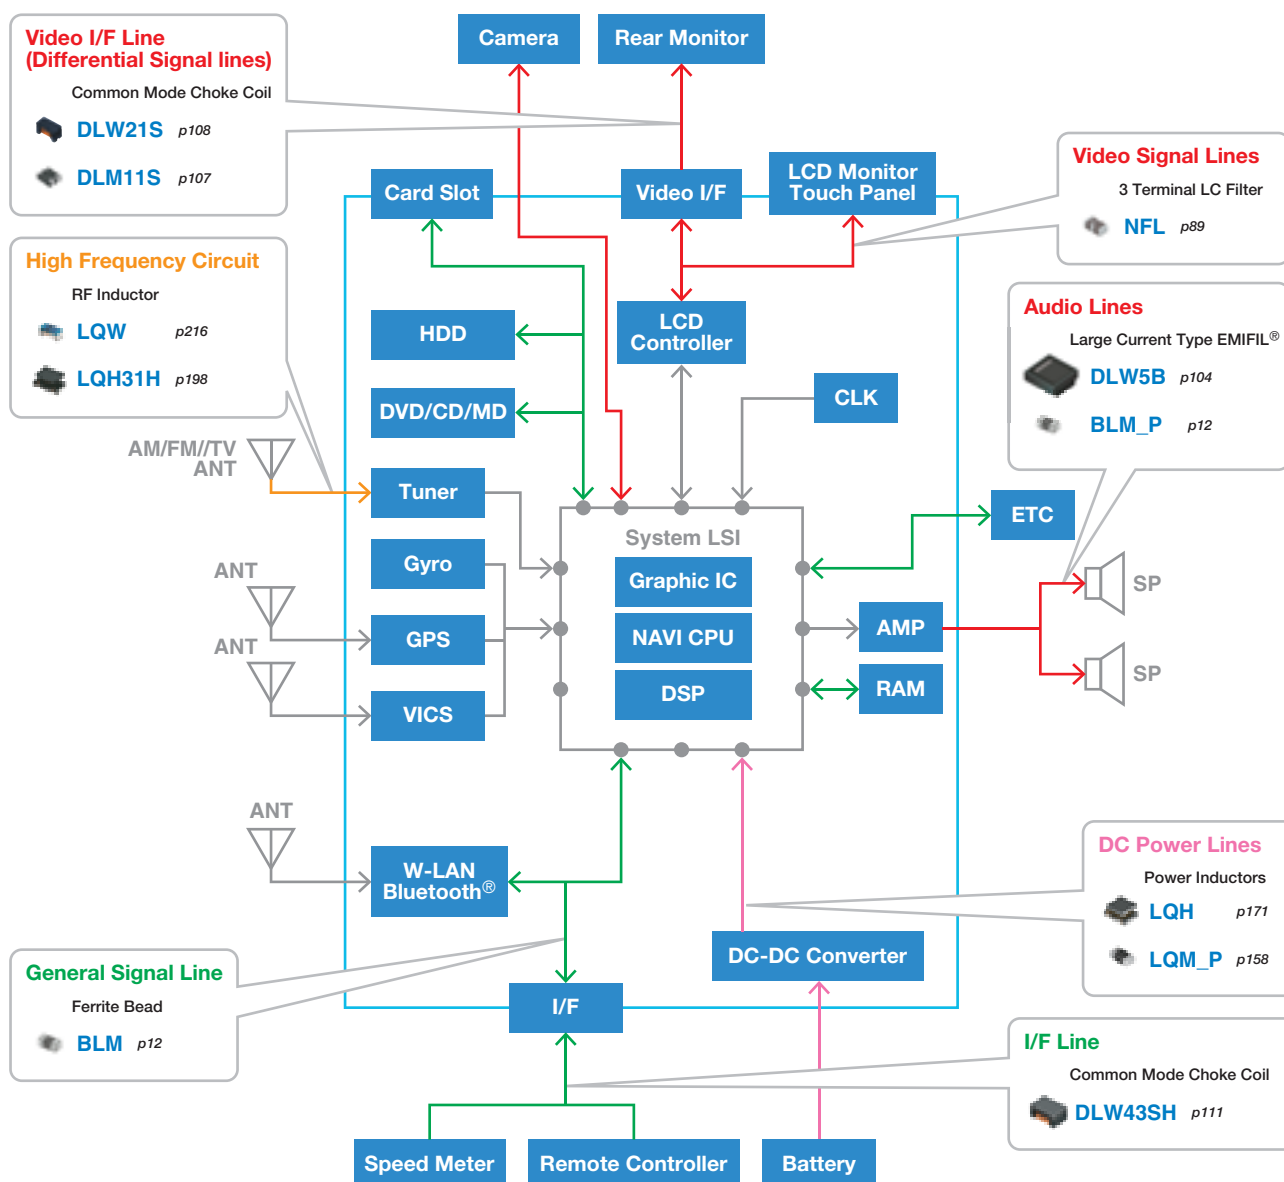 Video I/F Line
(Differential Signal lines)
Common Mode Choke Coil
DLW21S p108
DLM11S p107
Camera
Rear Monitor
Card Slot
Video I/F
LCD Monitor
Touch Panel
Video Signal Lines
3 Terminal LC Filter
NFL p89
High Frequency Circuit
RF Inductor
LQW p216
LQH31H p198
HDD
LCD
Controller
Audio Lines
Large Current Type EMIFIL®
DLW5B p104
BLM_P p12
DVD/CD/MD
CLK
AM/FM//TV
ANT
Tuner
ETC
System LSI
Gyro
Graphic IC
ANT
SP
GPS
NAVI CPU
AMP
ANT
SP
VICS
DSP
RAM
ANT
W-LAN
Bluetooth®
DC Power Lines
Power Inductors
LQH p171
LQM_P p158
DC-DC Converter
General Signal Line
Ferrite Bead
BLM p12
I/F
I/F Line
Common Mode Choke Coil
DLW43SH p111
Speed Meter
Remote Controller
Battery